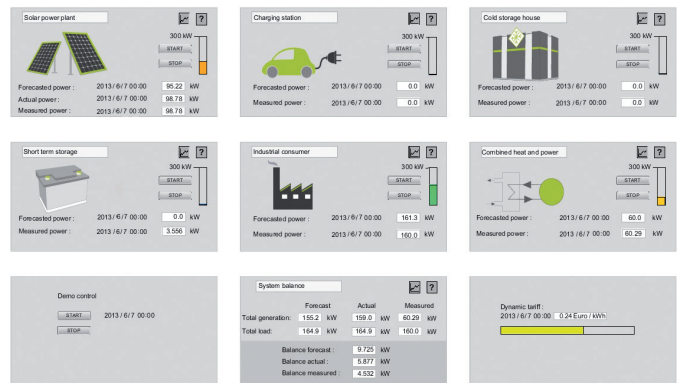 Solar power plant
?
300 kW
START
STOP
Forecasted power : 2013 / 6/ 7 00:00 95.22 kW
Actual power : 2013 / 6 / 7 00:00 98.78 kW
Measured power : 2013 / 6 / 7 00:00 98.78 kW
Charging station
?
300 kW
START
STOP
Forecasted power : 2013 / 6/ 7 00:00 0.0 kW
Measured power : 2013 / 6/ 7 00:00 0.0 kW
Cold storage house
?
300 kW
START
STOP
Forecasted power : 2013 / 6/ 7 00:00 0.0 kW
Measured power : 2013 / 6/ 7 00:00 0.0 kW
Short term storage
?
300 kW
START
STOP
Forecasted power : 2013 / 6/ 7 00:00 0.0 kW
Measured power : 2013 / 6/ 7 00:00 3.556 kW
Industrial consumer
?
300 kW
START
STOP
Forecasted power : 2013 / 6/ 7 00:00 161.3 kW
Measured power : 2013 / 6/ 7 00:00 160.0 kW
Combined heat and power
?
300 kW
START
STOP
Forecasted power : 2013 / 6/ 7 00:00 60.0 kW
Measured power : 2013 / 6/ 7 00:00 60.29 kW
Demo control
START 2013 / 6/ 7 00:00
STOP
System balance
?
Forecast Actual Measured
Total generation: 155.2 kW 159.0 kW 60.29 kW
Total load: 164.9 kW 164.9 kW 160.0 kW
Balance forecast : 9.725 kW
Balance actual : 5.877 kW
Balance measured : 4.532 kW
Dynamic tariff :
2013 / 6/ 7 00:00 0.24 Euro / kWh